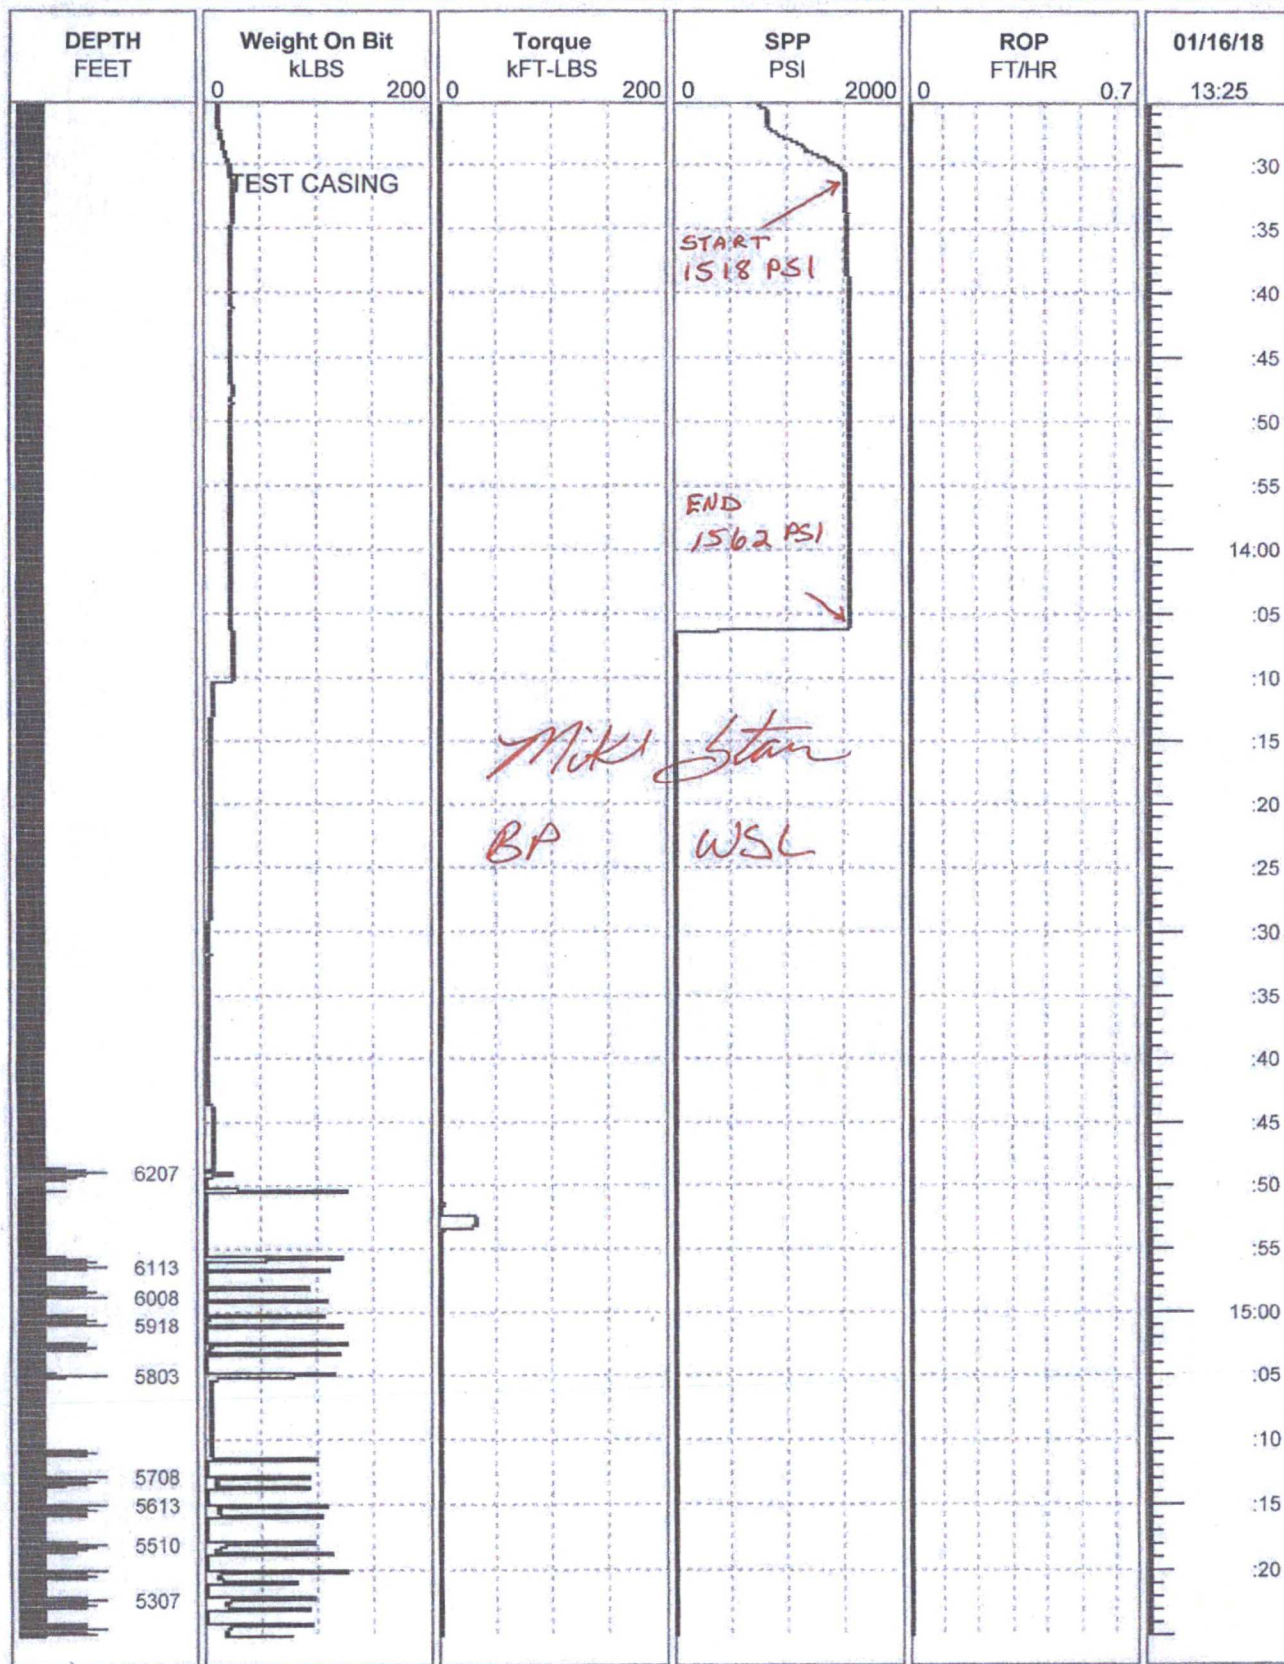 DEPTH
FEET
Weight On Bit
kLBS
0 200
Torque
kFT-LBS
0 200
SPP
PSI
0 2000
ROP
FT/HR
0 0.7
01/16/18
13:25
:30
TEST CASING
:35
START
1518 PSI
:40
:45
:50
:55
END
1562 PSI
14:00
:05
:10
:15
:20
BP WSL
:25
:30
:35
:40
:45
6207
:50
:55
6113
6008
15:00
5918
5803
:05
:10
5708
5613
:15
5510
:20
5307